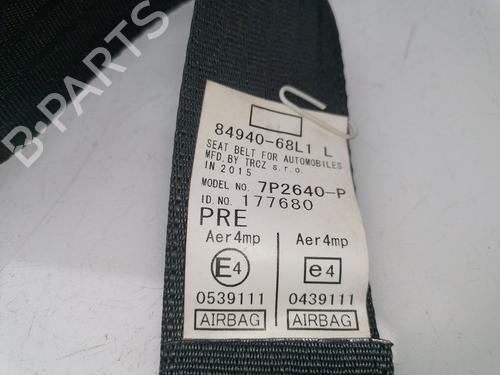 B-PARTS
84940-68L1 L
SEAT BELT FOR AUTOMOBILES
MFD. BY TRCZ s.r.o.
IN 2015
MODEL NO. 7P2640-P
ID. NO. 177680
PRE
Aer4mp Aer4mp
E4 e4
0539111 0439111
AIRBAG AIRBAG